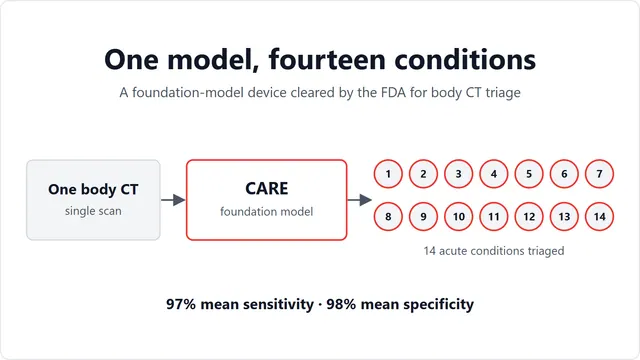 One model, fourteen conditions
A foundation-model device cleared by the FDA for body CT triage
One body CT
single scan
CARE
foundation model
1 2 3 4 5 6 7
8 9 10 11 12 13 14
14 acute conditions triaged
97% mean sensitivity · 98% mean specificity